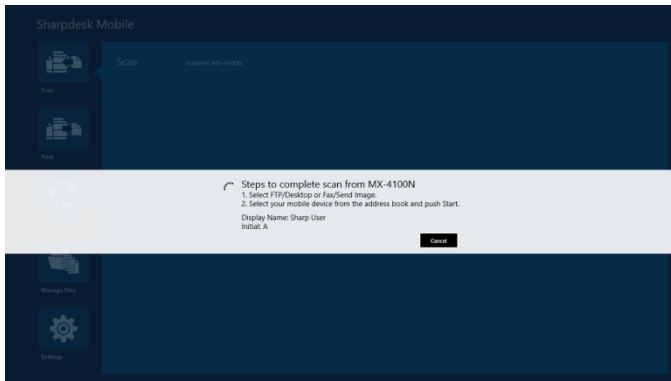 Sharpdesk Mobile
Scan
Scanner: MX-4100N
Scan
Print
Steps to complete scan from MX-4100N
1. Select FTP/Desktop or Fax/Send Image.
2. Select your mobile device from the address book and push Start.
Display Name: Sharp User
Initial: A
Cancel
Manage Files
Settings